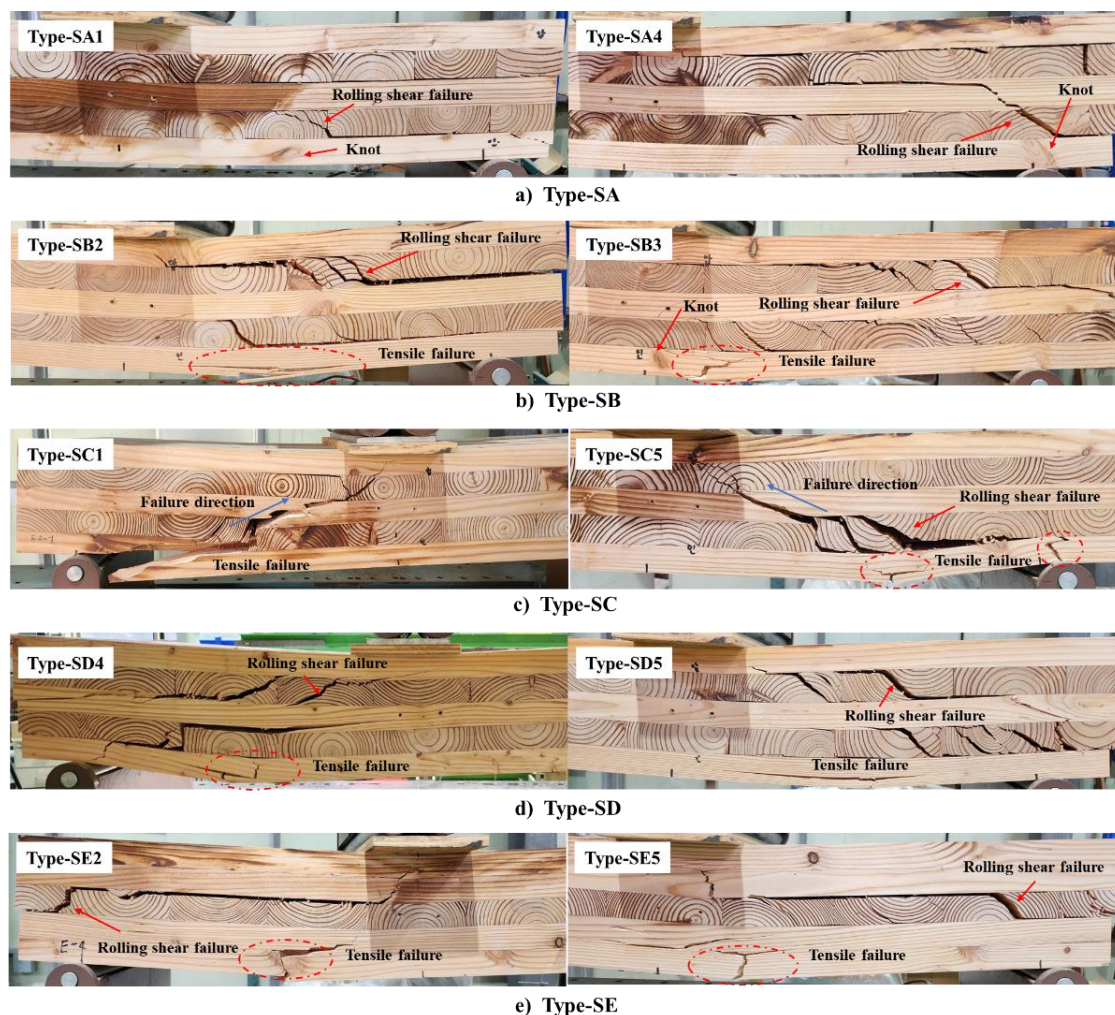 Type-SA1
Rolling shear failure
Knot
Type-SA4
Knot
Rolling shear failure
a) Type-SA
Type-SB2
Rolling shear failure
Tensile failure
Type-SB3
Rolling shear failure
Knot
Tensile failure
b) Type-SB
Type-SC1
Failure direction
Tensile failure
Type-SC5
Failure direction
Rolling shear failure
Tensile failure
c) Type-SC
Type-SD4
Rolling shear failure
Tensile failure
Type-SD5
Rolling shear failure
Tensile failure
d) Type-SD
Type-SE2
Rolling shear failure
E-4
Tensile failure
Type-SE5
Rolling shear failure
Tensile failure
e) Type-SE